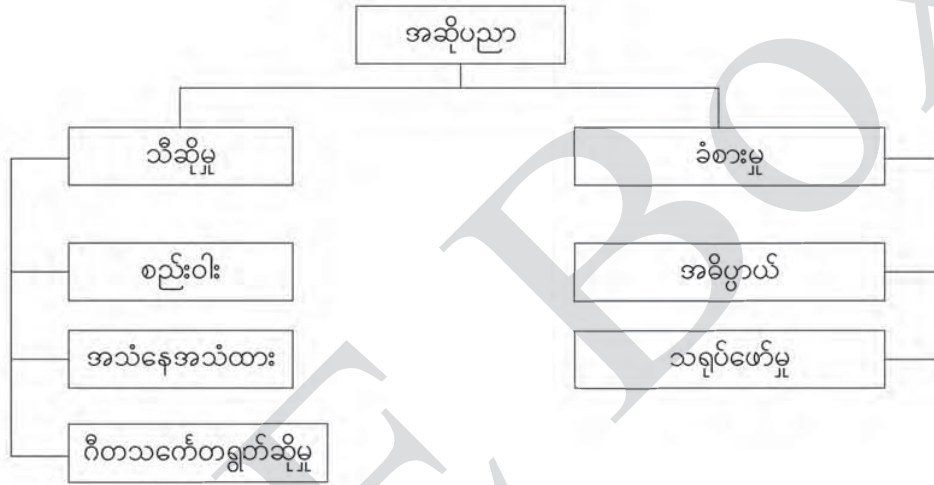 အဆိုပညာ
သီဆိုမှု
ခံစားမှု
စည်းဝါး
အဓိပ္ပာယ်
အသံနေအသံထား
သရုပ်ဖော်မှု
ဂီတသင်္ကေတရွတ်ဆိုမှု
E Box